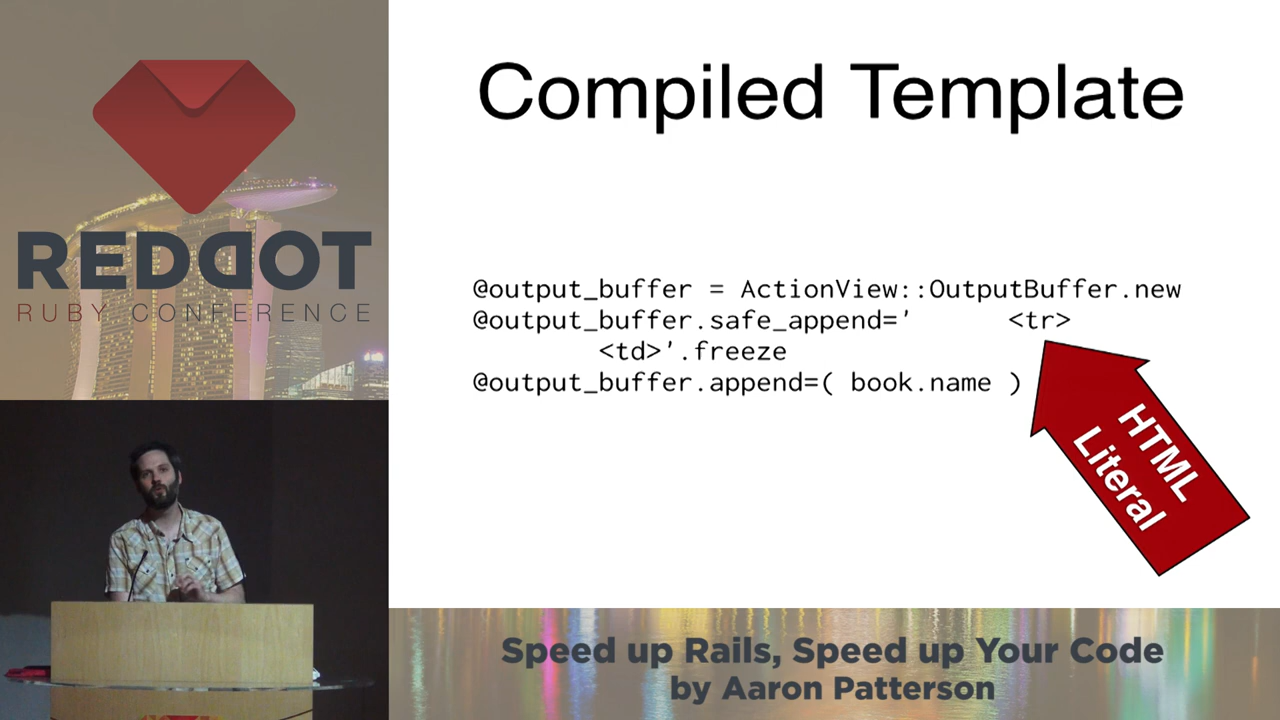 REDDOT
RUBY CONFERENCE
Compiled Template
@output_buffer = ActionView::OutputBuffer.new
@output_buffer.safe_append='      <tr>
        <td>'.freeze
@output_buffer.append=( book.name )
HTML
Literal
Speed up Rails, Speed up Your Code
by Aaron Patterson